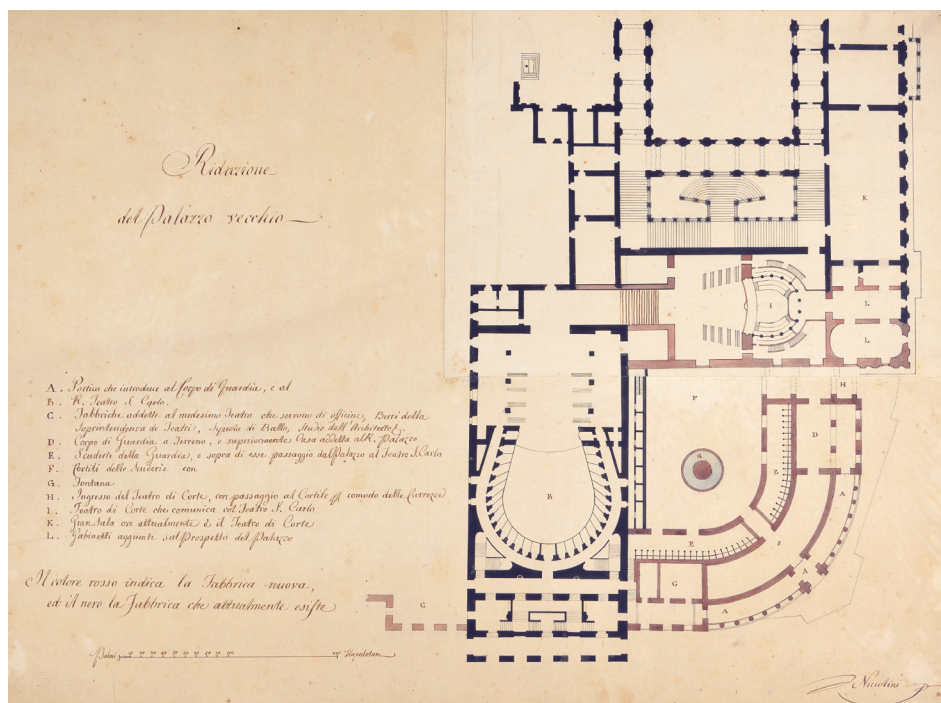 Riduzione
del Palazzo vecchio
A. Portico che introduce al Corpo di Guardia, e al
B. R. Teatro S. Carlo.
C. Fabbriche addette al medesimo Teatro che servono di officine, Burò della
Soprintendenza de Teatri, Scuola di Ballo, Studio dell'Architetto.
D. Corpo di Guardia a Terreno, e superiormente Casa addetta al R. Palazzo
E. Scuderie della Guardia, e sopra di esse passaggio dal Palazzo al Teatro S. Carlo
F. Cortili delle Scuderie con
G. Fontana
H. Ingresso del Teatro di Corte, con passaggio al Cortile comodo delle Carrozze
I. Teatro di Corte che comunica col Teatro S. Carlo
K. Gran Sala ove attualmente è il Teatro di Corte
L. Gabinetti aggiunti sul Prospetto del Palazzo
Il colore rosso indica la Fabbrica nuova,
ed il nero la Fabbrica che attualmente esiste
Palmi Napoletani
K
I
L
L
H
F
G
D
E
A
B
E
F
G
A
A
C
Niccolini